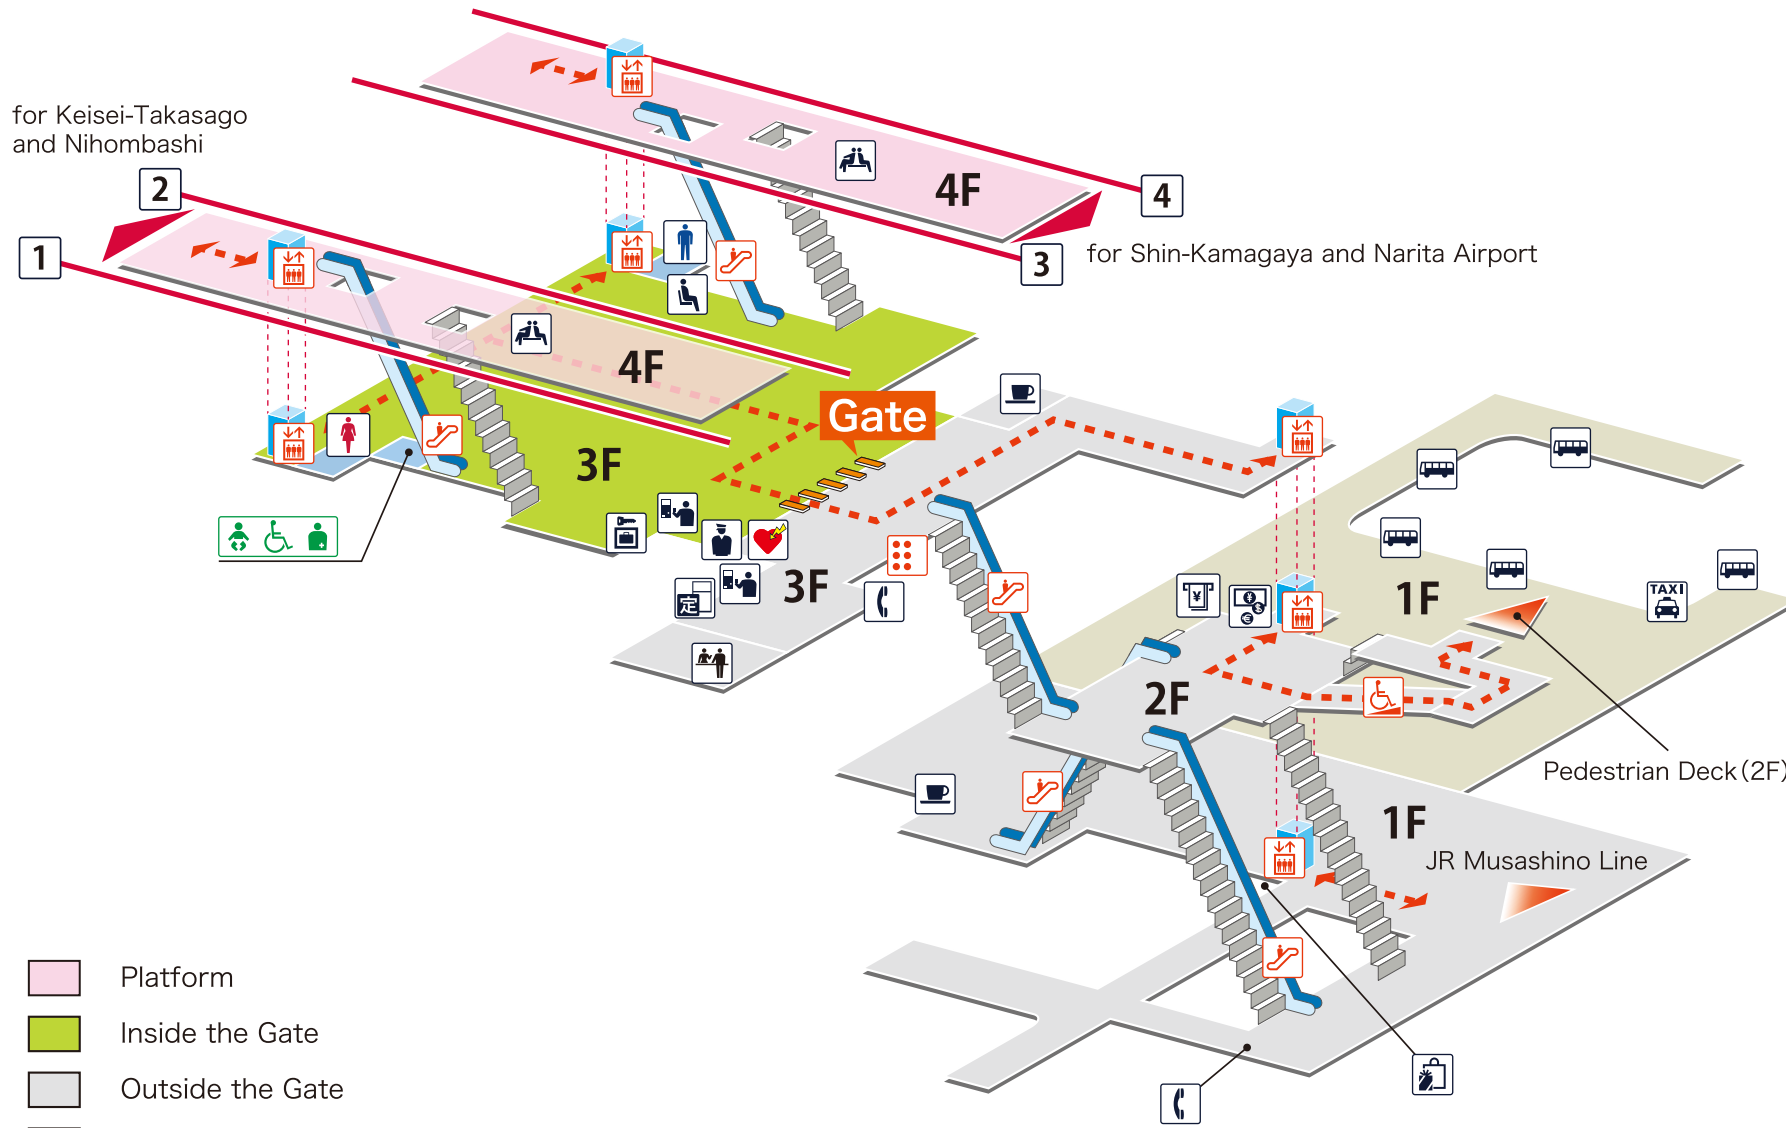 for Keisei-Takasago
and Nihombashi
2
1
4F
4
3
for Shin-Kamagaya and Narita Airport
4F
Gate
3F
3F
定
¥
¥
$
€
1F
TAXI
2F
Pedestrian Deck(2F)
1F
JR Musashino Line
Platform
Inside the Gate
Outside the Gate